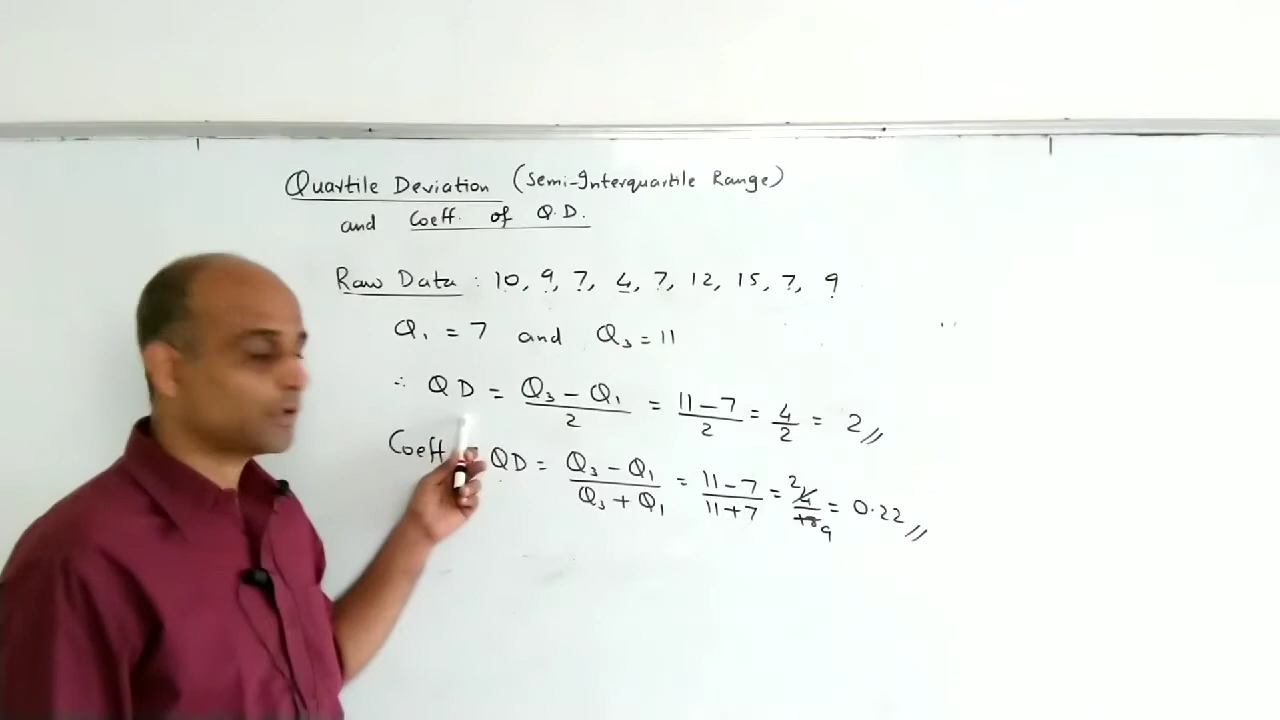 Quartile Deviation (Semi-Interquartile Range)
and Coeff. of Q.D.
Raw Data : 10, 9, 7, 4, 7, 12, 15, 7, 9
Q₁ = 7 and Q₃ = 11
∴ QD = (Q₃ – Q₁)/2 = (11 – 7)/2 = 4/2 = 2 //
Coeff QD = (Q₃ – Q₁)/(Q₃ + Q₁) = (11 – 7)/(11 + 7) = 4/18 2/9 = 0.22 //